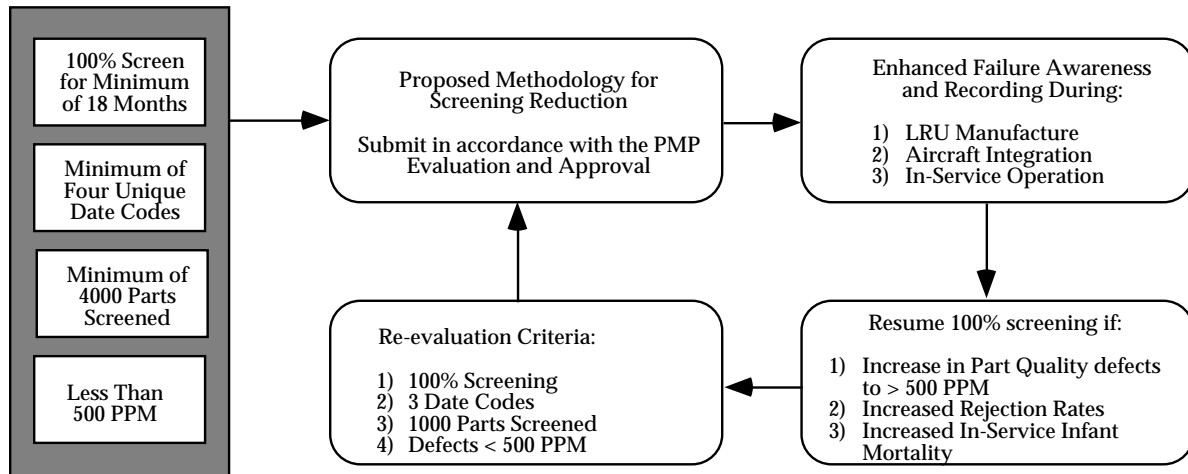 100% Screen
for Minimum
of 18 Months
Minimum of
Four Unique
Date Codes
Minimum of
4000 Parts
Screened
Less Than
500 PPM
Proposed Methodology for
Screening Reduction
Submit in accordance with the PMP
Evaluation and Approval
Enhanced Failure Awareness
and Recording During:
1) LRU Manufacture
2) Aircraft Integration
3) In-Service Operation
Resume 100% screening if:
1) Increase in Part Quality defects
to > 500 PPM
2) Increased Rejection Rates
3) Increased In-Service Infant
Mortality
Re-evaluation Criteria:
1) 100% Screening
2) 3 Date Codes
3) 1000 Parts Screened
4) Defects < 500 PPM